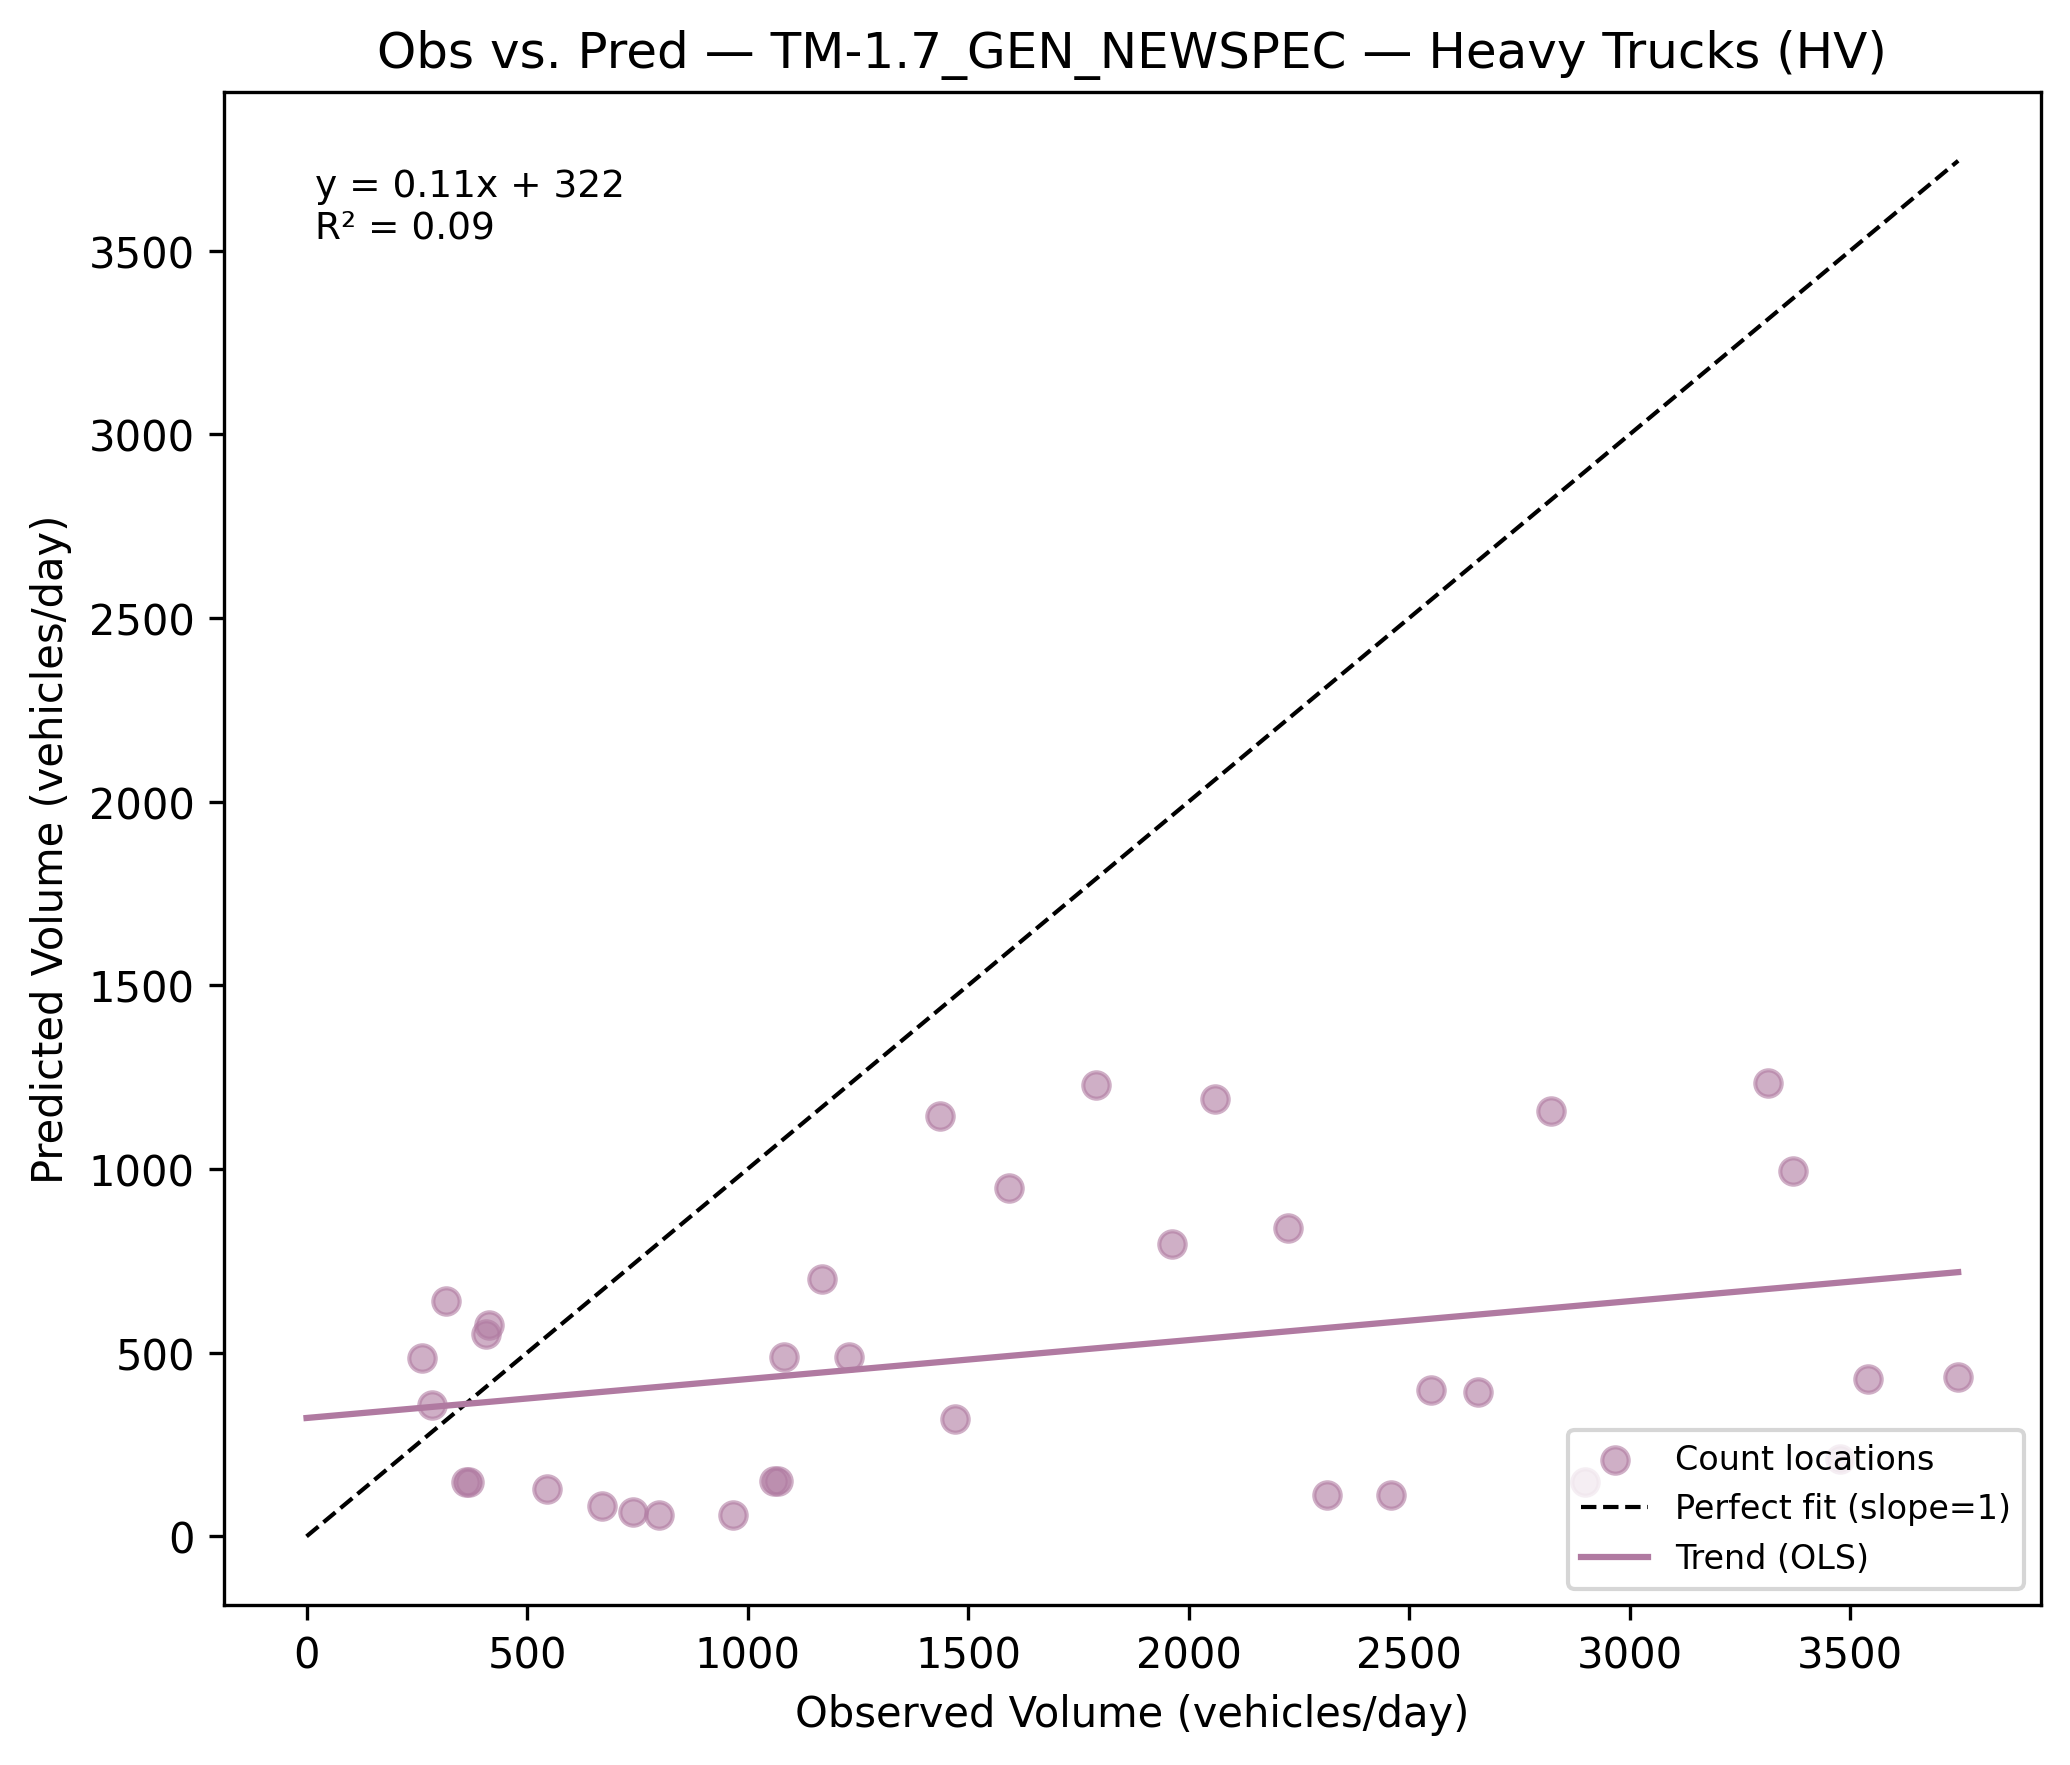 Obs vs. Pred — TM-1.7_GEN_NEWSPEC — Heavy Trucks (HV)
y = 0.11x + 322
R² = 0.09
Predicted Volume (vehicles/day)
3500
3000
2500
2000
1500
1000
500
0
Count locations
Perfect fit (slope=1)
Trend (OLS)
0 500 1000 1500 2000 2500 3000 3500
Observed Volume (vehicles/day)